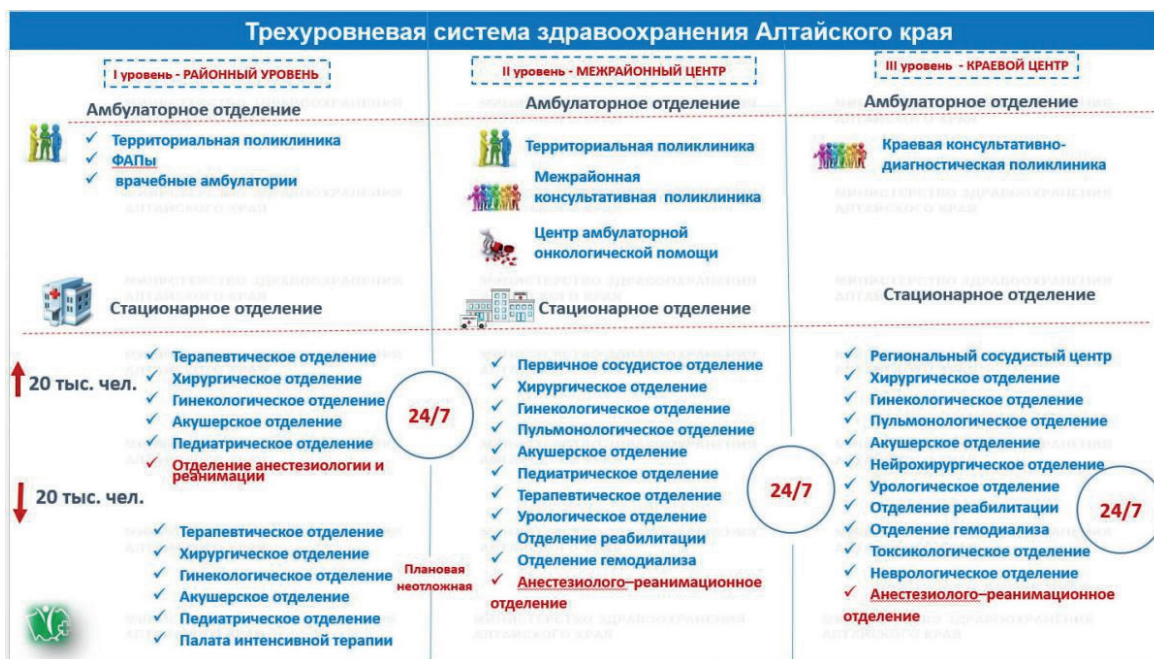 Трехуровневая система здравоохранения Алтайского края
I уровень - РАЙОННЫЙ УРОВЕНЬ
Амбулаторное отделение
✓ Территориальная поликлиника
✓ ФАПы
✓ врачебные амбулатории
Стационарное отделение
20 тыс. чел.
✓ Терапевтическое отделение
✓ Хирургическое отделение
✓ Гинекологическое отделение
✓ Акушерское отделение
✓ Педиатрическое отделение
✓ Отделение анестезиологии и
реанимации
24/7
20 тыс. чел.
✓ Терапевтическое отделение
✓ Хирургическое отделение
✓ Гинекологическое отделение
✓ Акушерское отделение
✓ Педиатрическое отделение
✓ Палата интенсивной терапии
Плановая
неотложная
II уровень - МЕЖРАЙОННЫЙ ЦЕНТР
Амбулаторное отделение
Территориальная поликлиника
Межрайонная
консультативная поликлиника
Центр амбулаторной
онкологической помощи
Стационарное отделение
✓ Первичное сосудистое отделение
✓ Хирургическое отделение
✓ Гинекологическое отделение
✓ Пульмонологическое отделение
✓ Акушерское отделение
✓ Педиатрическое отделение
✓ Терапевтическое отделение
✓ Урологическое отделение
✓ Отделение реабилитации
✓ Отделение гемодиализа
✓ Анестезиолого–реанимационное
отделение
24/7
III уровень - КРАЕВОЙ ЦЕНТР
Амбулаторное отделение
Краевая консультативно-
диагностическая поликлиника
Стационарное отделение
✓ Региональный сосудистый центр
✓ Хирургическое отделение
✓ Гинекологическое отделение
✓ Пульмонологическое отделение
✓ Акушерское отделение
✓ Нейрохирургическое отделение
✓ Урологическое отделение
✓ Отделение реабилитации
✓ Отделение гемодиализа
✓ Токсикологическое отделение
✓ Неврологическое отделение
✓ Анестезиолого–реанимационное
отделение
24/7
МИНИСТЕРСТВО ЗДРАВООХРАНЕНИЯ
АЛТАЙСКОГО КРАЯ